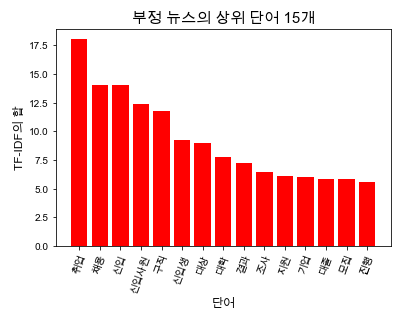 부정 뉴스의 상위 단어 15개
TF-IDF의 합
17.5
15.0
12.5
10.0
7.5
5.0
2.5
0.0
취업
채용
신입
신입사원
구직
신입생
대상
대학
결과
조사
지원
기업
대졸
모집
진행
단어